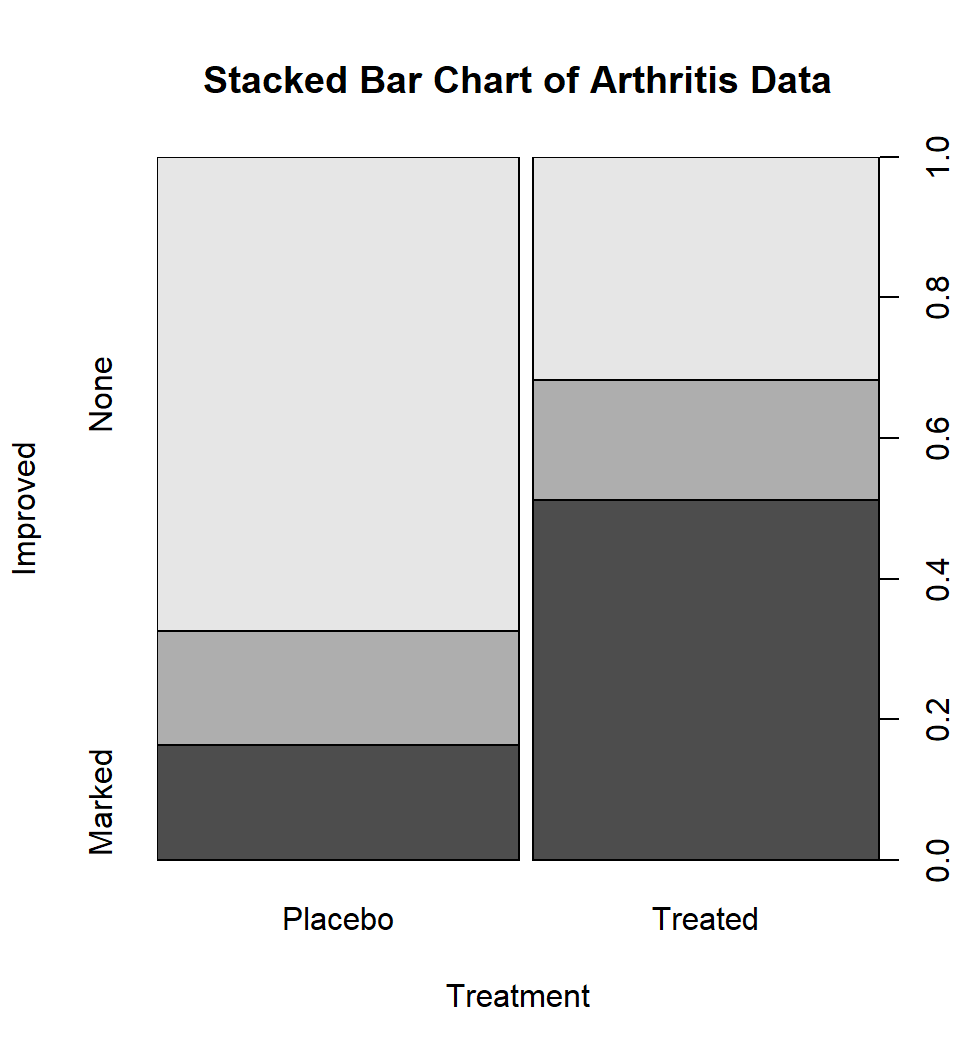 Stacked Bar Chart of Arthritis Data
Improved
None
Marked
1.0
0.8
0.6
0.4
0.2
0.0
Placebo
Treated
Treatment